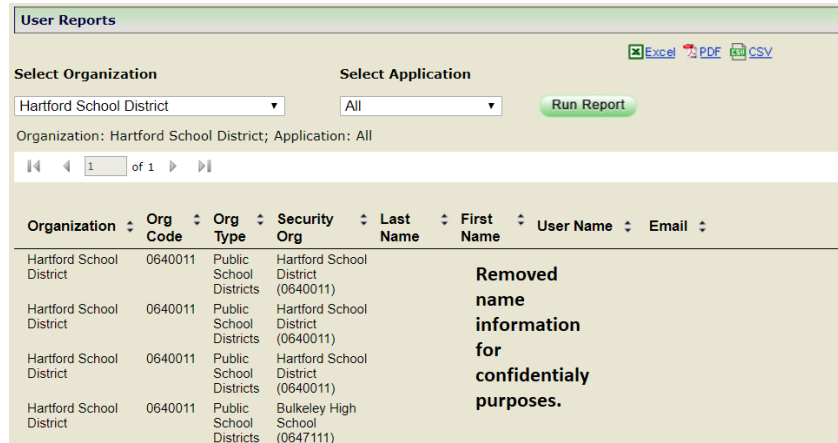 User Reports
Excel PDF CSV
Select Organization Select Application
Hartford School District All Run Report
Organization: Hartford School District; Application: All
1 of 1
Organization Org Code Org Type Security Org Last Name First Name User Name Email
Hartford School District 0640011 Public School Districts Hartford School District (0640011)
Hartford School District 0640011 Public School Districts Hartford School District (0640011)
Hartford School District 0640011 Public School Districts Hartford School District (0640011)
Hartford School District 0640011 Public School Districts Bulkeley High School (0647111)
Removed
name
information
for
confidentialy
purposes.